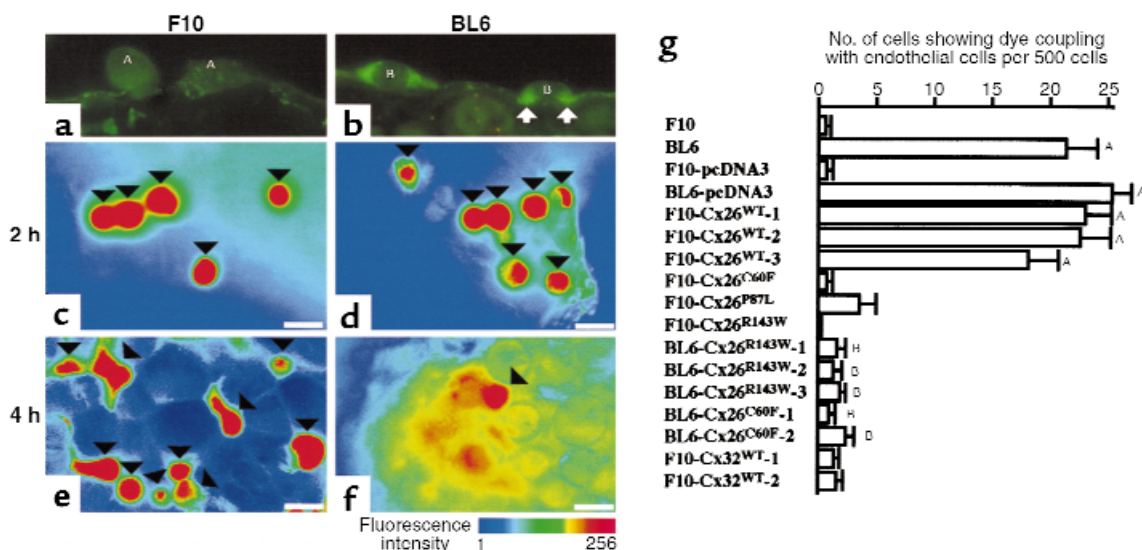 F10
BL6
A
A
a
B
B
b
2 h
c
d
4 h
e
f
Fluorescence
intensity
1
256
g
No. of cells showing dye coupling
with endothelial cells per 500 cells
0 5 10 15 20 25
F10
BL6 A
F10-pcDNA3
BL6-pcDNA3 A
F10-Cx26WT-1 A
F10-Cx26WT-2 A
F10-Cx26WT-3 A
F10-Cx26C60F
F10-Cx26P87L
F10-Cx26R143W
BL6-Cx26R143W-1 B
BL6-Cx26R143W-2 B
BL6-Cx26R143W-3 B
BL6-Cx26C60F-1 B
BL6-Cx26C60F-2 B
F10-Cx32WT-1
F10-Cx32WT-2